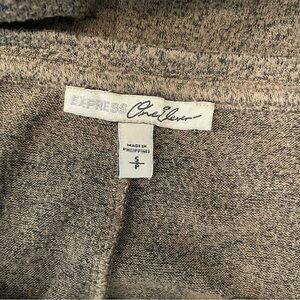 EXPRESS One Eleven
MADE IN
PHILIPPINES
S
P